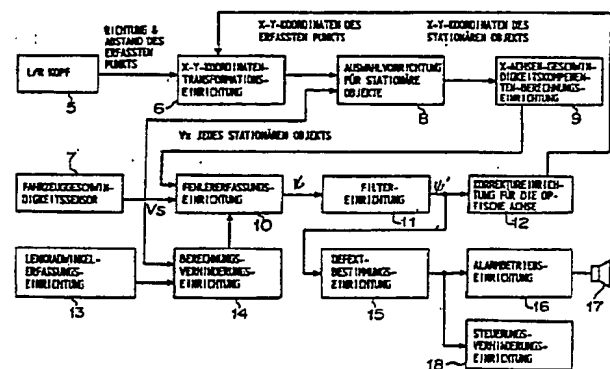 X-Y-KOORDINATEN DES
ERFASSTEN PUNKTS
X-Y-KOORDINATEN DES
STATIONÄREN OBJEKTS
RICHTUNG &
ABSTAND DES
ERFASSTEN
PUNKTS
L/R KOPF
5
X-Y-KOORDINATEN-
TRANSFORMATIONS-
EINRICHTUNG
6
AUSWAHLVORRICHTUNG
FÜR STATIONÄRE
OBJEKTE
8
X-ACHSEN-GESCHWIN-
DIGKEITSKOMPONEN-
TEN-BERECHNUNGS-
EINRICHTUNG
9
Vx JEDES STATIONÄREN OBJEKTS
7
FAHRZEUGGESCHWIN-
DIGKEITSSENSOR
VS
FEHLERERFASSUNGS-
EINRICHTUNG
10
ψ
FILTER-
EINRICHTUNG
11
ψ'
KORREKTUREINRICH-
TUNG FÜR DIE OP-
TISCHE ACHSE
12
LENKRADWINKEL-
ERFASSUNGS-
EINRICHTUNG
13
BERECHNUNGS-
VERHINDERUNGS-
EINRICHTUNG
14
DEFEKT-
BESTIMMUNGS-
EINRICHTUNG
15
ALARMBETRIEBS-
EINRICHTUNG
16
17
STEUERUNGS-
VERHINDERUNGS-
EINRICHTUNG
18